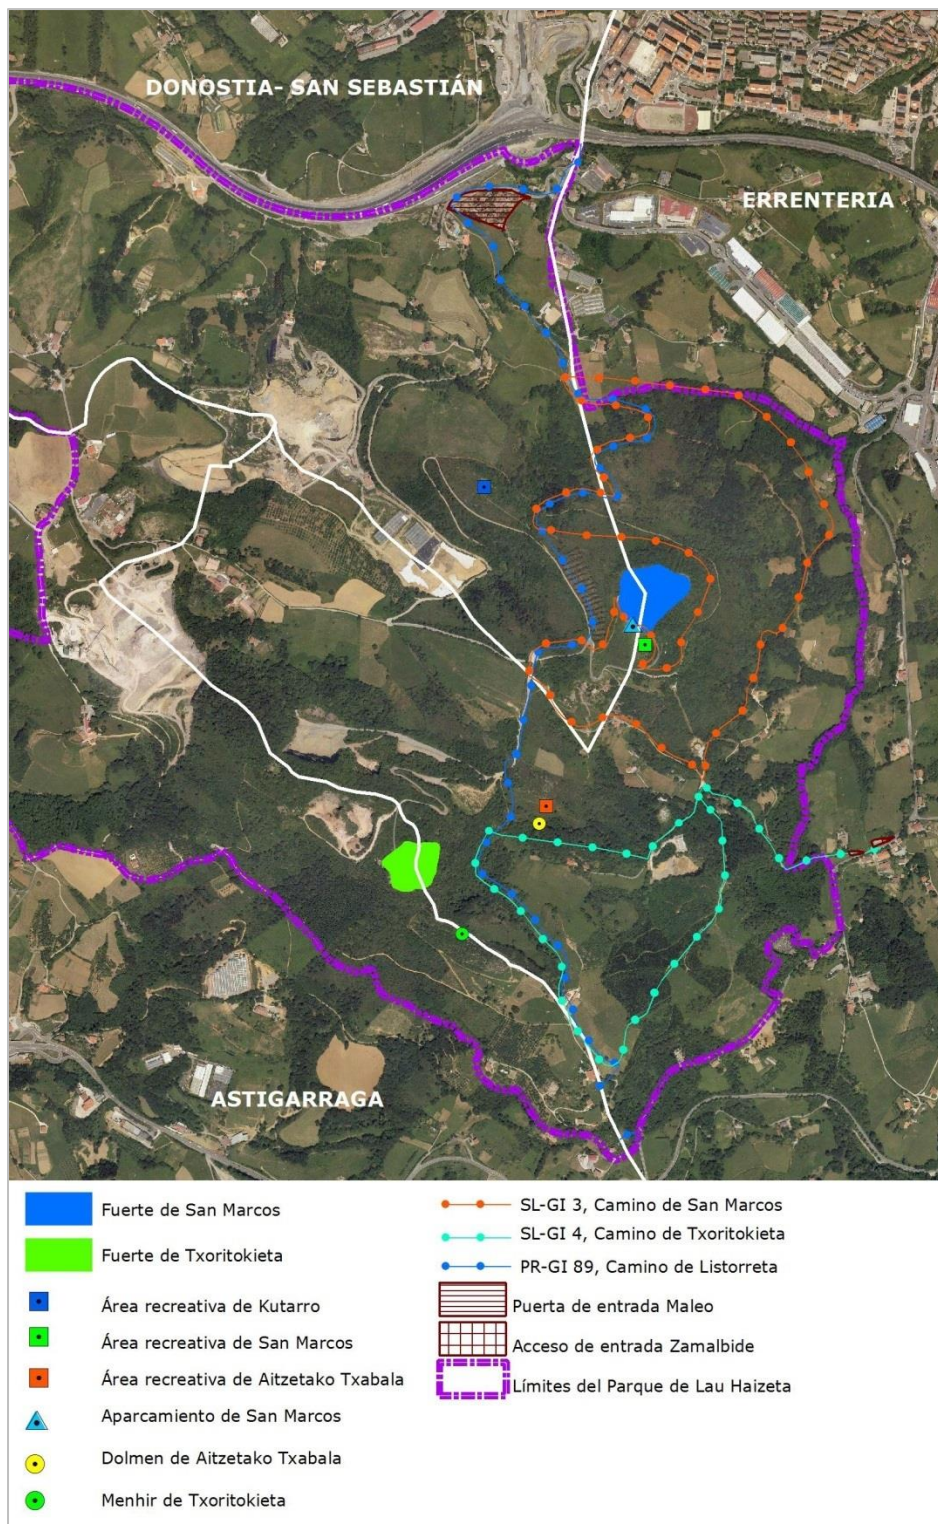 DONOSTIA- SAN SEBASTIÁN
ERRENTERIA
ASTIGARRAGA
Fuerte de San Marcos
Fuerte de Txoritokieta
Área recreativa de Kutarro
Área recreativa de San Marcos
Área recreativa de Aitzetako Txabala
Aparcamiento de San Marcos
Dolmen de Aitzetako Txabala
Menhir de Txoritokieta
SL-GI 3, Camino de San Marcos
SL-GI 4, Camino de Txoritokieta
PR-GI 89, Camino de Listorreta
Puerta de entrada Maleo
Acceso de entrada Zamalbide
Límites del Parque de Lau Haizeta